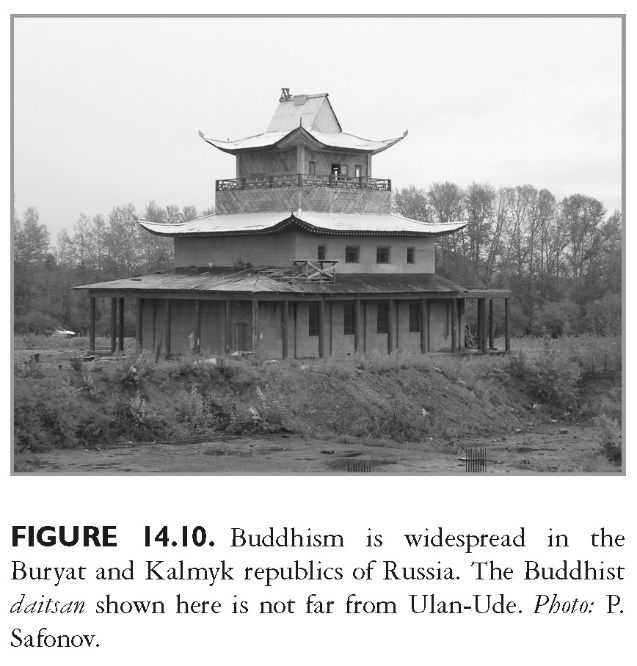 FIGURE 14.10. Buddhism is widespread in the
Buryat and Kalmyk republics of Russia. The Buddhist
daitsan shown here is not far from Ulan-Ude. Photo: P.
Safonov.